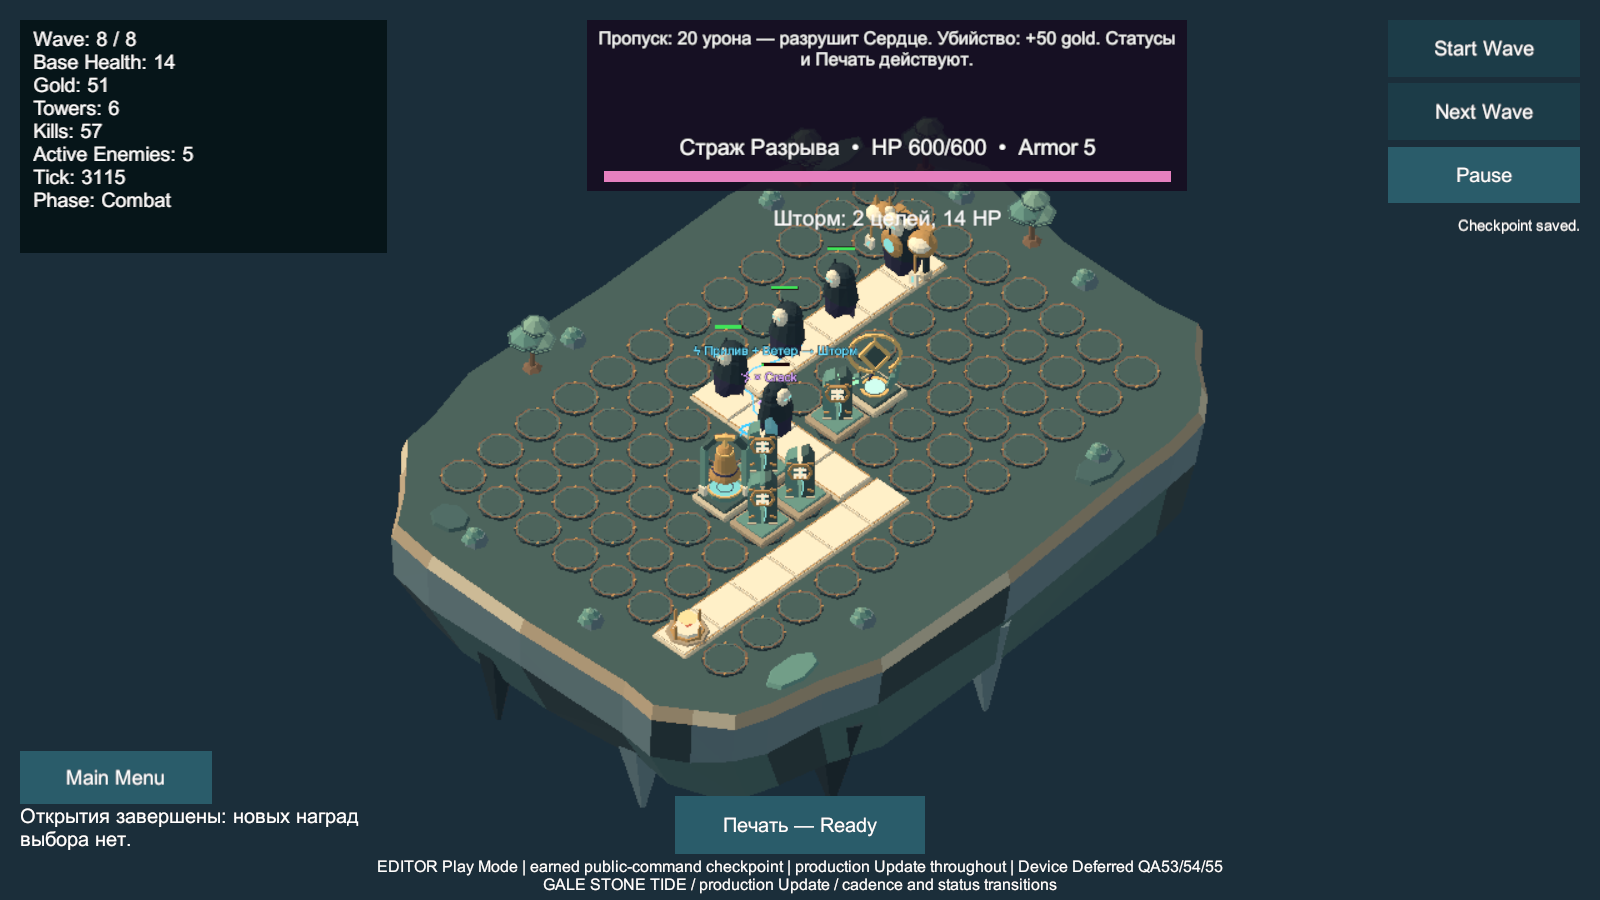 Wave: 8 / 8
Base Health: 14
Gold: 51
Towers: 6
Kills: 57
Active Enemies: 5
Tick: 3115
Phase: Combat
Пропуск: 20 урона — разрушит Сердце. Убийство: +50 gold. Статусы
и Печать действуют.
Страж Разрыва • HP 600/600 • Armor 5
Шторм: 2 целей, 14 HP
Start Wave
Next Wave
Pause
Checkpoint saved.
Прилив + Ветер → Шторм
Crack
Main Menu
Открытия завершены: новых наград
выбора нет.
Печать — Ready
EDITOR Play Mode | earned public-command checkpoint | production Update throughout | Device Deferred QA53/54/55
GALE STONE TIDE / production Update / cadence and status transitions